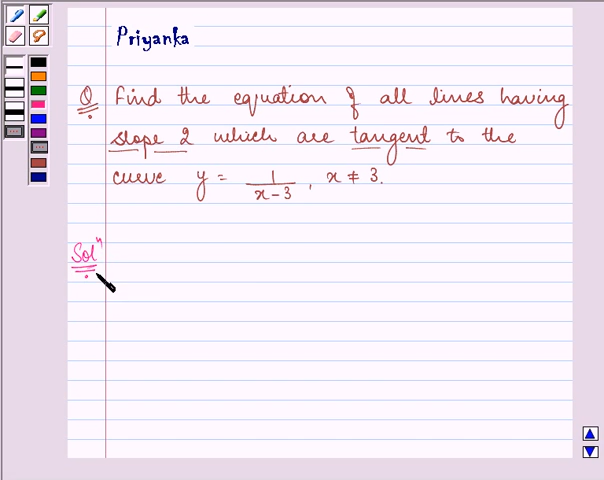 Priyanka
Q Find the equation of all lines having
slope 2 which are tangent to the
curve y = 1/(x-3), x ≠ 3.
Solⁿ